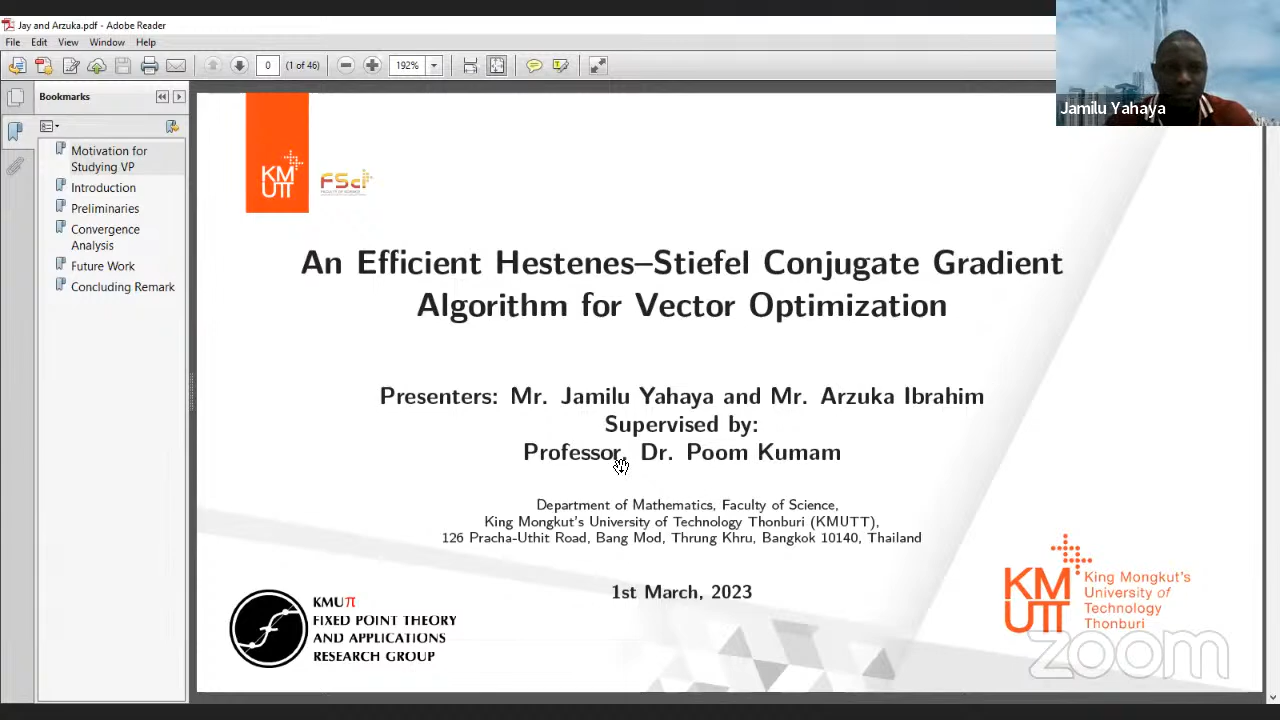 Jay and Arzuka.pdf - Adobe Reader
File Edit View Window Help
0 (1 of 46) 192%
Bookmarks
Motivation for
Studying VP
Introduction
Preliminaries
Convergence
Analysis
Future Work
Concluding Remark
Jamilu Yahaya
KM
UTT
FSci
An Efficient Hestenes–Stiefel Conjugate Gradient
Algorithm for Vector Optimization
Presenters: Mr. Jamilu Yahaya and Mr. Arzuka Ibrahim
Supervised by:
Professor. Dr. Poom Kumam
Department of Mathematics, Faculty of Science,
King Mongkut's University of Technology Thonburi (KMUTT),
126 Pracha-Uthit Road, Bang Mod, Thrung Khru, Bangkok 10140, Thailand
1st March, 2023
KMUπ
FIXED POINT THEORY
AND APPLICATIONS
RESEARCH GROUP
KM
UTT
King Mongkut's
University of
Technology
Thonburi
zoom